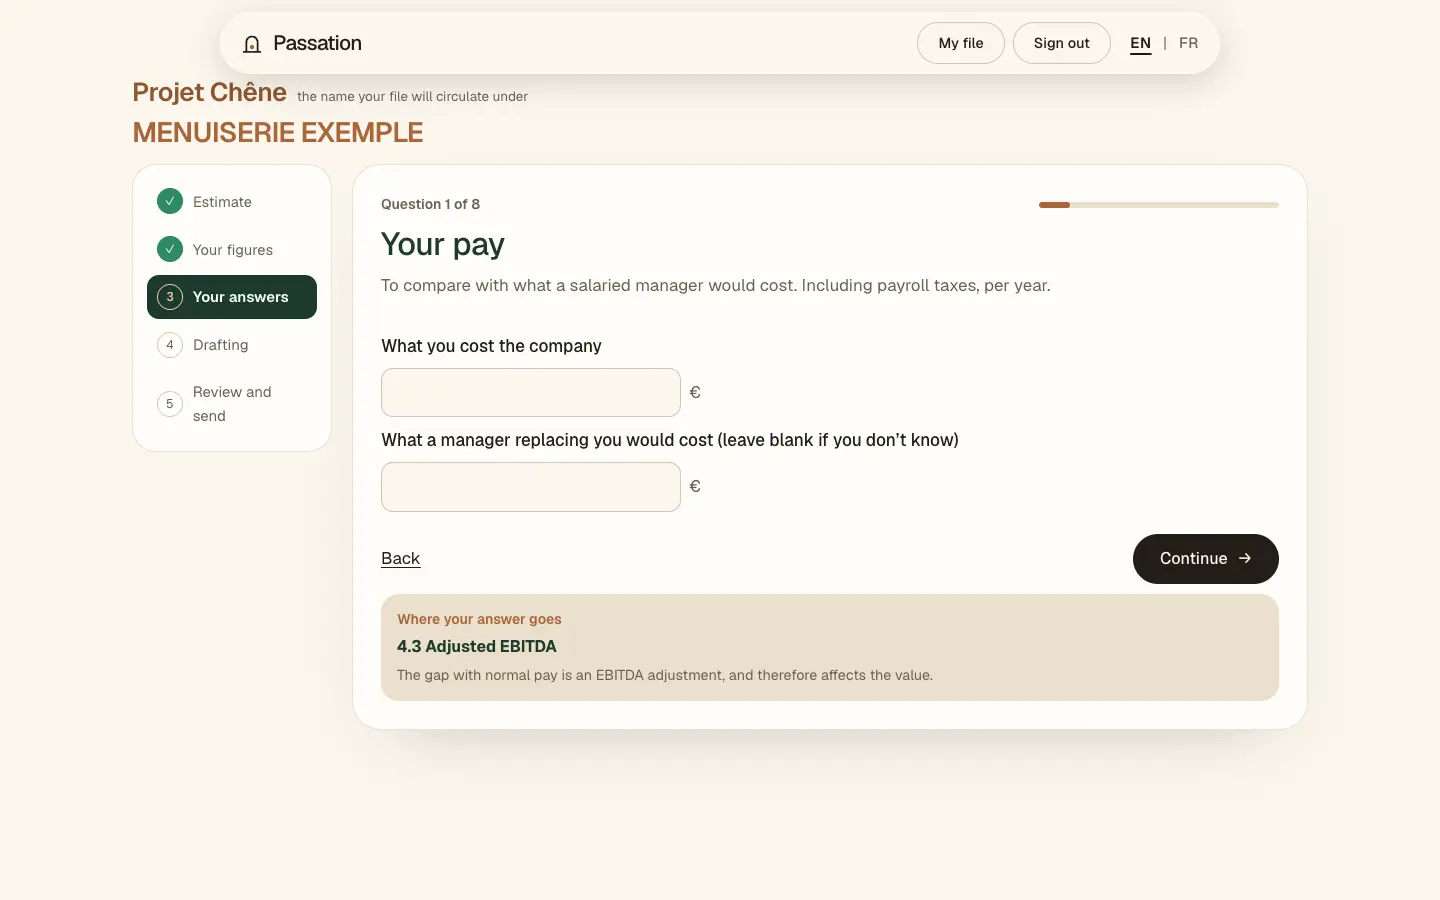 Passation
My file
Sign out
EN | FR
Projet Chêne the name your file will circulate under
MENUISERIE EXEMPLE
✓ Estimate
✓ Your figures
3 Your answers
4 Drafting
5 Review and
send
Question 1 of 8
Your pay
To compare with what a salaried manager would cost. Including payroll taxes, per year.
What you cost the company
€
What a manager replacing you would cost (leave blank if you don’t know)
€
Back
Continue →
Where your answer goes
4.3 Adjusted EBITDA
The gap with normal pay is an EBITDA adjustment, and therefore affects the value.